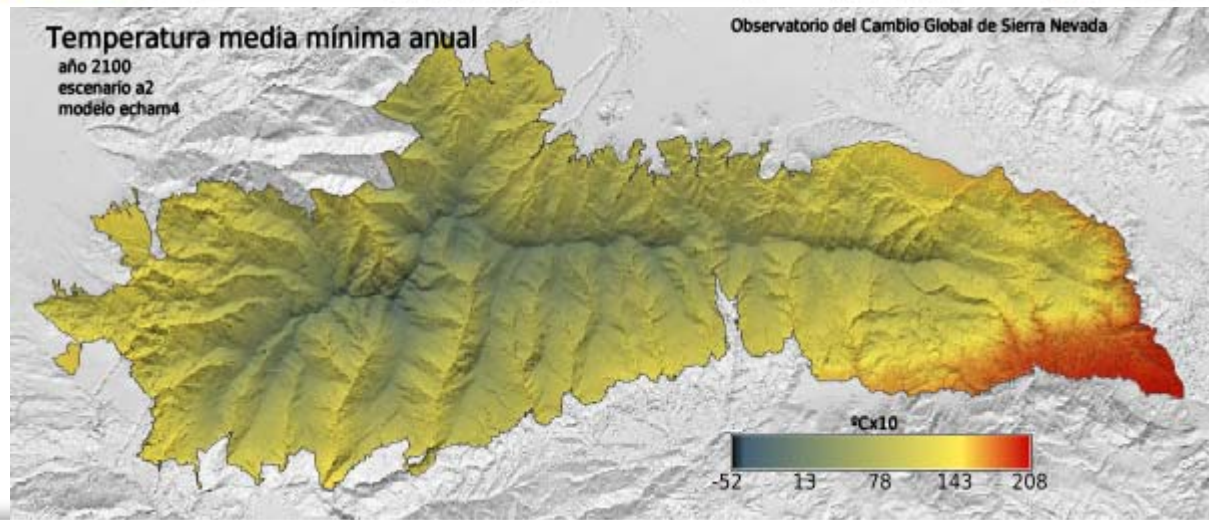 Temperatura media mínima anual
Observatorio del Cambio Global de Sierra Nevada
año 2100
escenario a2
modelo echam4
ºCx10
-52 13 78 143 208